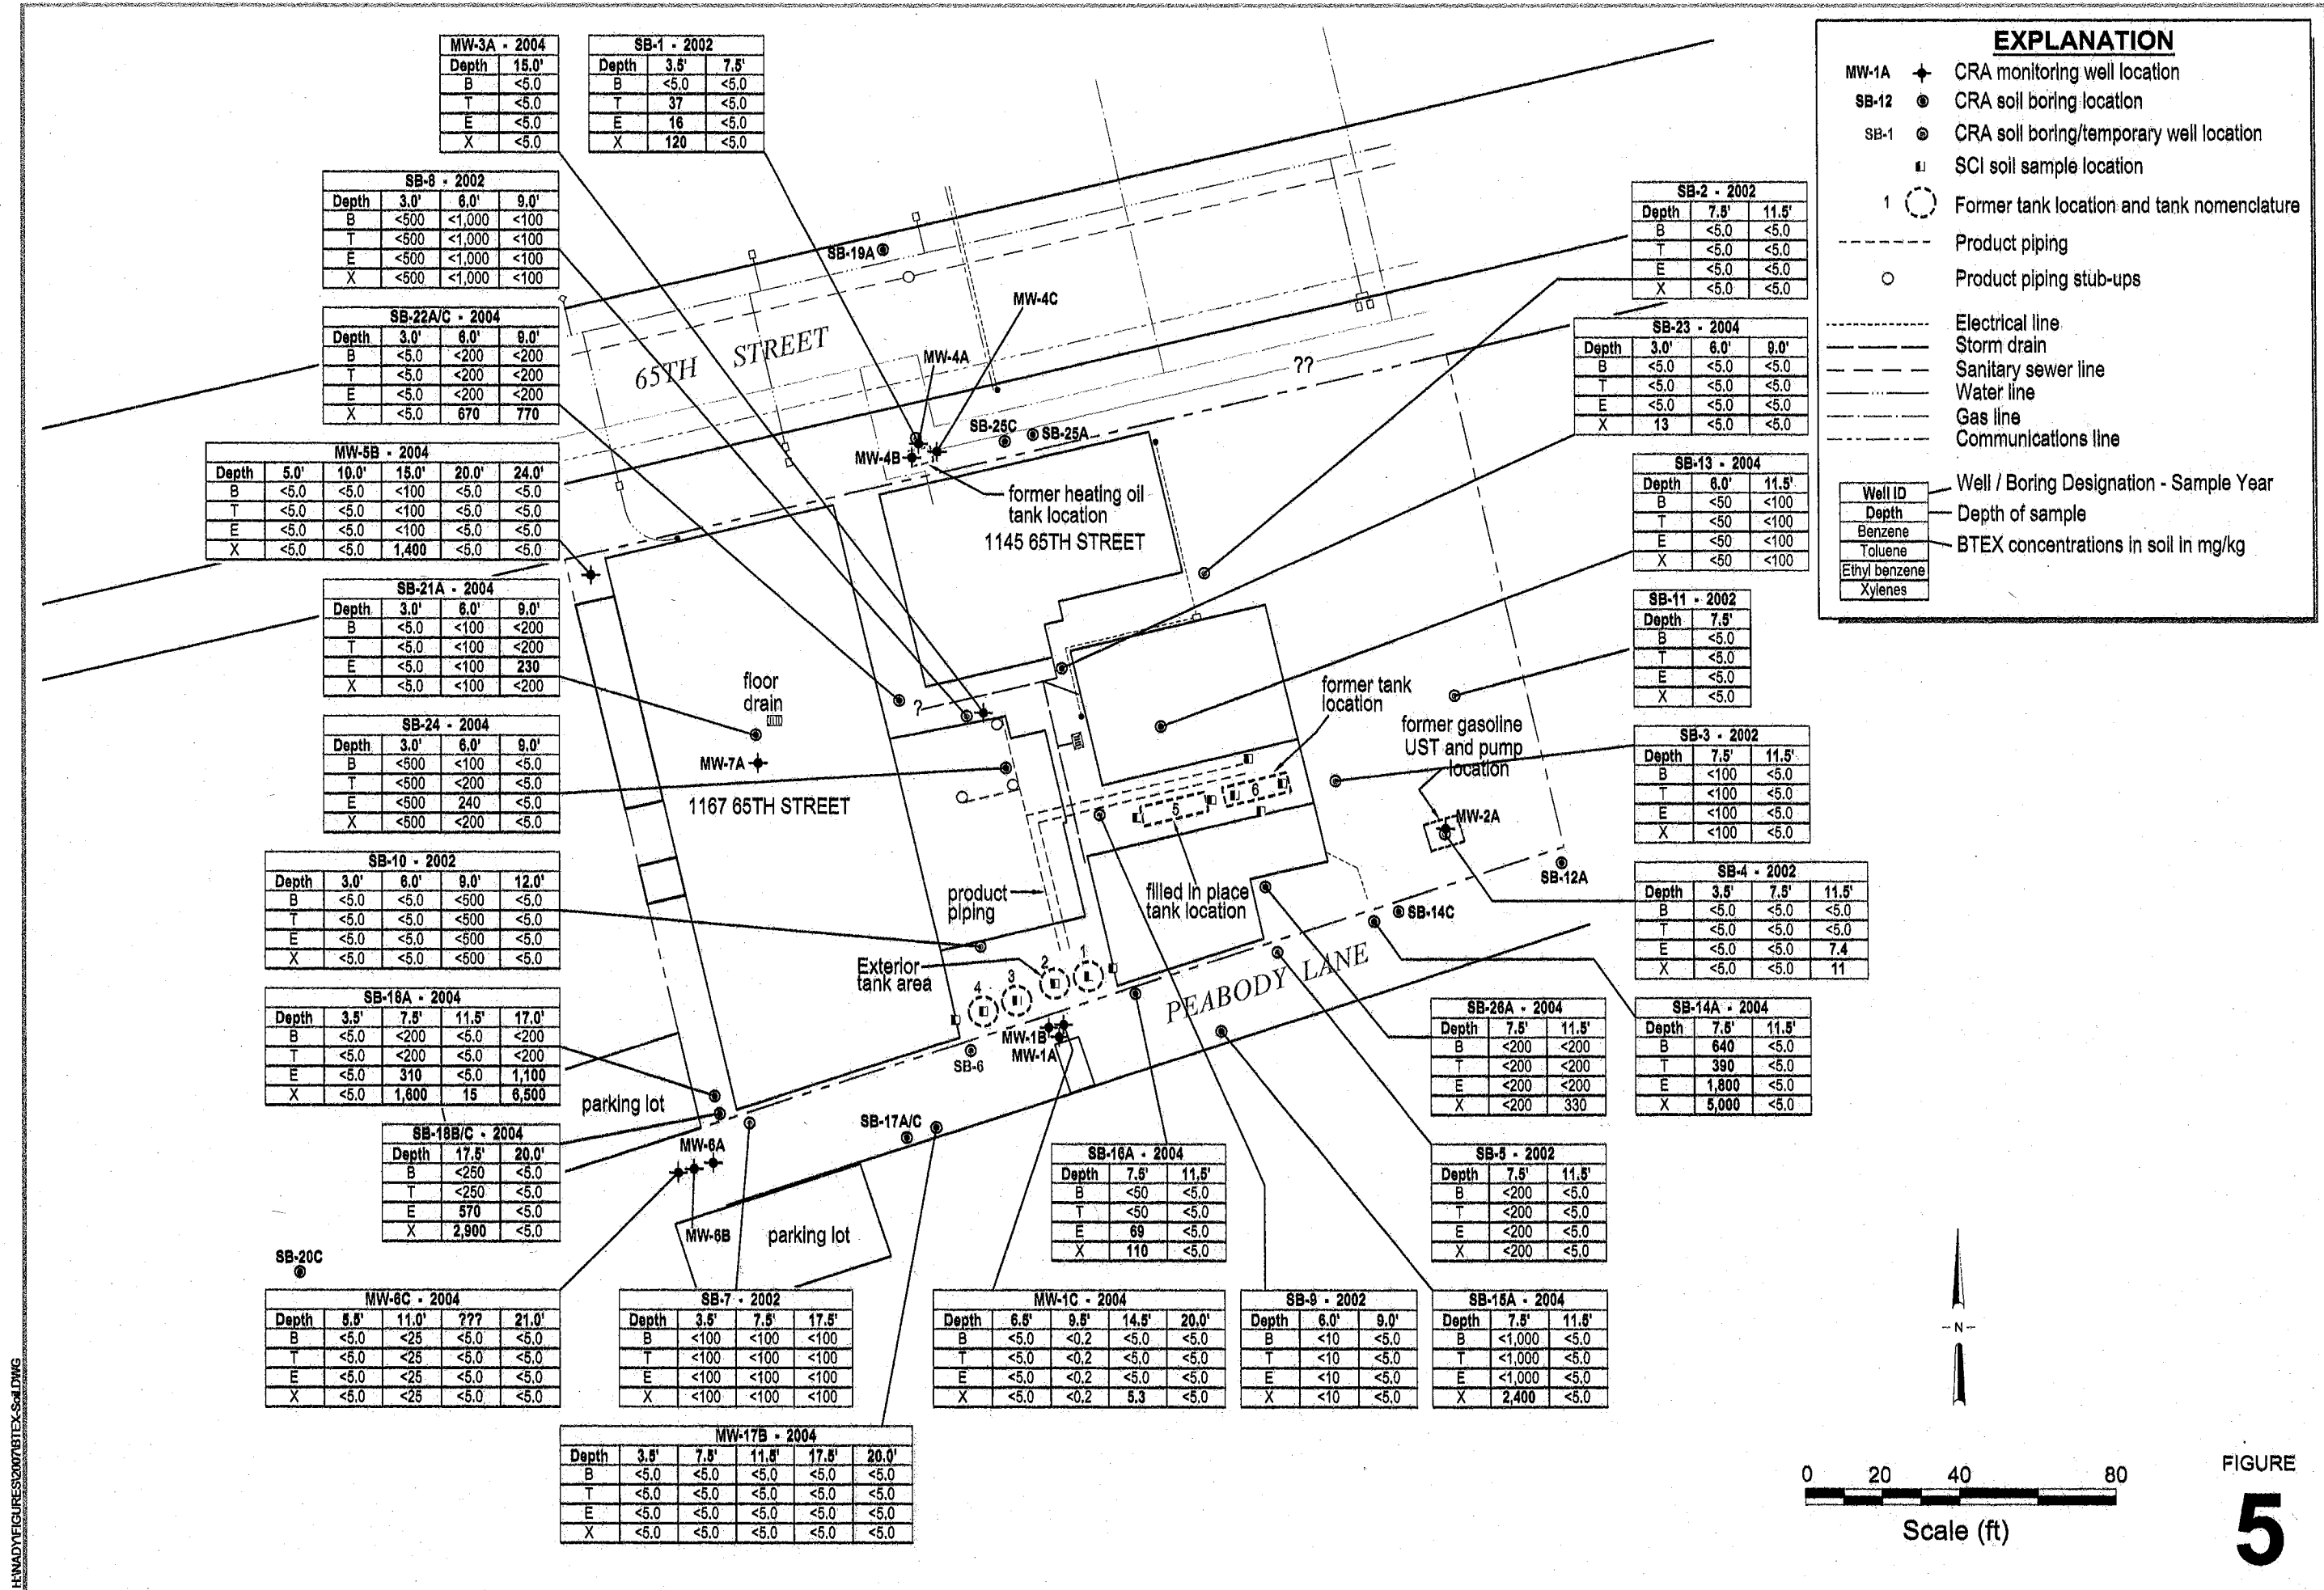 MW-3A - 2004
Depth 15.0'
B <5.0
T <5.0
E <5.0
X <5.0
SB-1 - 2002
Depth 3.5' 7.5'
B <5.0 <5.0
T 37 <5.0
E 16 <5.0
X 120 <5.0
SB-8 - 2002
Depth 3.0' 6.0' 9.0'
B <500 <1,000 <100
T <500 <1,000 <100
E <500 <1,000 <100
X <500 <1,000 <100
SB-22A/C - 2004
Depth 3.0' 6.0' 9.0'
B <5.0 <200 <200
T <5.0 <200 <200
E <5.0 <200 <200
X <5.0 670 770
MW-5B - 2004
Depth 5.0' 10.0' 15.0' 20.0' 24.0'
B <5.0 <5.0 <100 <5.0 <5.0
T <5.0 <5.0 <100 <5.0 <5.0
E <5.0 <5.0 <100 <5.0 <5.0
X <5.0 <5.0 1,400 <5.0 <5.0
SB-21A - 2004
Depth 3.0' 6.0' 9.0'
B <5.0 <100 <200
T <5.0 <100 <200
E <5.0 <100 230
X <5.0 <100 <200
SB-24 - 2004
Depth 3.0' 6.0' 9.0'
B <500 <100 <5.0
T <500 <200 <5.0
E <500 240 <5.0
X <500 <200 <5.0
SB-10 - 2002
Depth 3.0' 6.0' 9.0' 12.0'
B <5.0 <5.0 <500 <5.0
T <5.0 <5.0 <500 <5.0
E <5.0 <5.0 <500 <5.0
X <5.0 <5.0 <500 <5.0
SB-18A - 2004
Depth 3.5' 7.5' 11.5' 17.0'
B <5.0 <200 <5.0 <200
T <5.0 <200 <5.0 <200
E <5.0 310 <5.0 1,100
X <5.0 1,600 15 6,500
SB-18B/C - 2004
Depth 17.5' 20.0'
B <250 <5.0
T <250 <5.0
E 570 <5.0
X 2,900 <5.0
SB-20C
MW-6C - 2004
Depth 5.5' 11.0' ??? 21.0'
B <5.0 <25 <5.0 <5.0
T <5.0 <25 <5.0 <5.0
E <5.0 <25 <5.0 <5.0
X <5.0 <25 <5.0 <5.0
SB-7 - 2002
Depth 3.5' 7.5' 17.5'
B <100 <100 <100
T <100 <100 <100
E <100 <100 <100
X <100 <100 <100
MW-17B - 2004
Depth 3.5' 7.5' 11.5' 17.5' 20.0'
B <5.0 <5.0 <5.0 <5.0 <5.0
T <5.0 <5.0 <5.0 <5.0 <5.0
E <5.0 <5.0 <5.0 <5.0 <5.0
X <5.0 <5.0 <5.0 <5.0 <5.0
MW-1C - 2004
Depth 6.5' 9.5' 14.5' 20.0'
B <5.0 <0.2 <5.0 <5.0
T <5.0 <0.2 <5.0 <5.0
E <5.0 <0.2 <5.0 <5.0
X <5.0 <0.2 5.3 <5.0
SB-16A - 2004
Depth 7.5' 11.5'
B <50 <5.0
T <50 <5.0
E 69 <5.0
X 110 <5.0
SB-9 - 2002
Depth 6.0' 9.0'
B <10 <5.0
T <10 <5.0
E <10 <5.0
X <10 <5.0
SB-15A - 2004
Depth 7.5' 11.5'
B <1,000 <5.0
T <1,000 <5.0
E <1,000 <5.0
X 2,400 <5.0
SB-5 - 2002
Depth 7.5' 11.5'
B <200 <5.0
T <200 <5.0
E <200 <5.0
X <200 <5.0
SB-26A - 2004
Depth 7.5' 11.5'
B <200 <200
T <200 <200
E <200 <200
X <200 330
SB-14A - 2004
Depth 7.5' 11.5'
B 640 <5.0
T 390 <5.0
E 1,800 <5.0
X 5,000 <5.0
SB-4 - 2002
Depth 3.5' 7.5' 11.5'
B <5.0 <5.0 <5.0
T <5.0 <5.0 <5.0
E <5.0 <5.0 7.4
X <5.0 <5.0 11
SB-3 - 2002
Depth 7.5' 11.5'
B <100 <5.0
T <100 <5.0
E <100 <5.0
X <100 <5.0
SB-11 - 2002
Depth 7.5'
B <5.0
T <5.0
E <5.0
X <5.0
SB-13 - 2004
Depth 6.0' 11.5'
B <50 <100
T <50 <100
E <50 <100
X <50 <100
SB-23 - 2004
Depth 3.0' 6.0' 9.0'
B <5.0 <5.0 <5.0
T <5.0 <5.0 <5.0
E <5.0 <5.0 <5.0
X 13 <5.0 <5.0
SB-2 - 2002
Depth 7.5' 11.5'
B <5.0 <5.0
T <5.0 <5.0
E <5.0 <5.0
X <5.0 <5.0
SB-19A
65TH STREET
MW-4C
MW-4A
??
SB-25C
SB-25A
MW-4B
former heating oil
tank location
1145 65TH STREET
floor
drain
?
MW-7A
1167 65TH STREET
former tank
location
former gasoline
UST and pump
location
5
6
MW-2A
SB-12A
product
piping
filled in place
tank location
SB-14C
Exterior
tank area
1
2
3
4
PEABODY LANE
MW-1B
MW-1A
SB-6
SB-17A/C
parking lot
MW-6A
MW-6B
parking lot
EXPLANATION
MW-1A CRA monitoring well location
SB-12 CRA soil boring location
SB-1 CRA soil boring/temporary well location
SCI soil sample location
1 Former tank location and tank nomenclature
Product piping
Product piping stub-ups
Electrical line
Storm drain
Sanitary sewer line
Water line
Gas line
Communications line
Well ID
Depth
Benzene
Toluene
Ethyl benzene
Xylenes
Well / Boring Designation - Sample Year
Depth of sample
BTEX concentrations in soil in mg/kg
N
0 20 40 80
Scale (ft)
FIGURE
5
H:\NADY\FIGURES\2007\BTEX-Soil.DWG